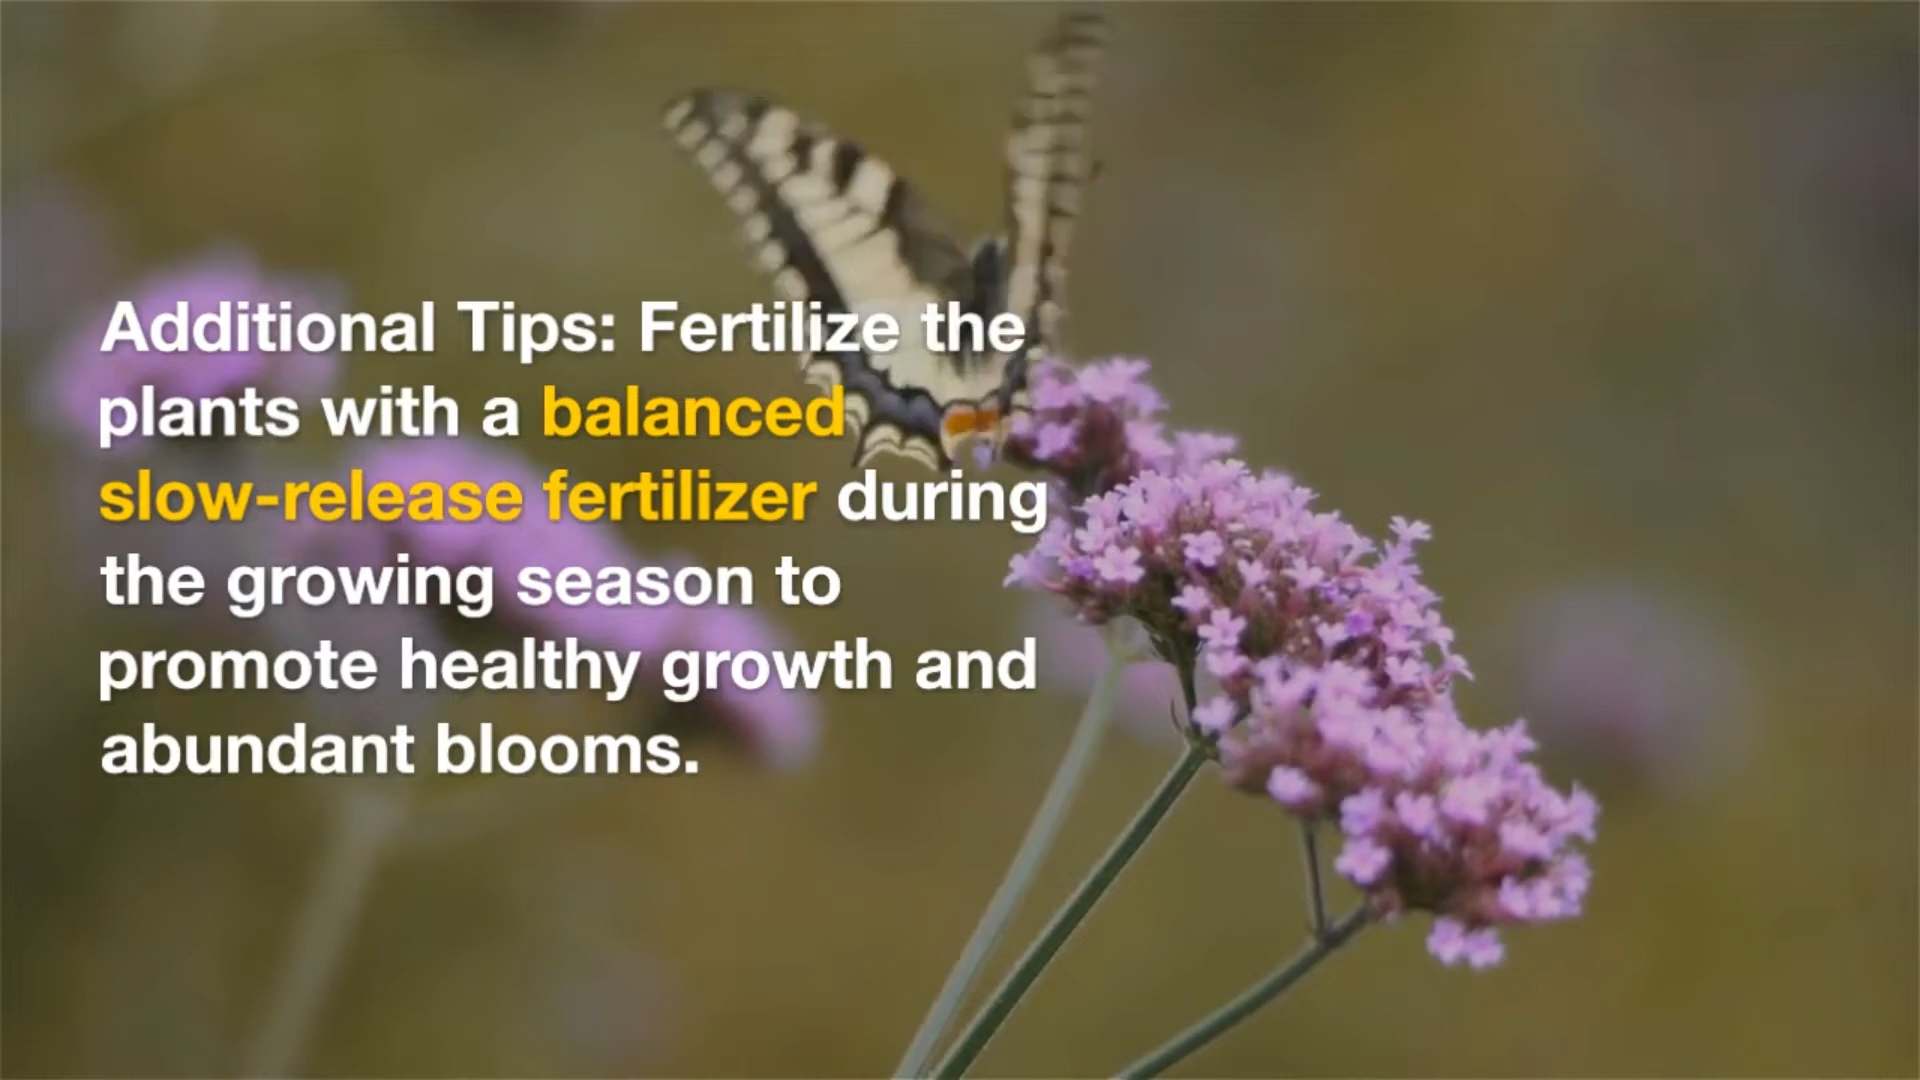 Additional Tips: Fertilize the
plants with a balanced
slow-release fertilizer during
the growing season to
promote healthy growth and
abundant blooms.